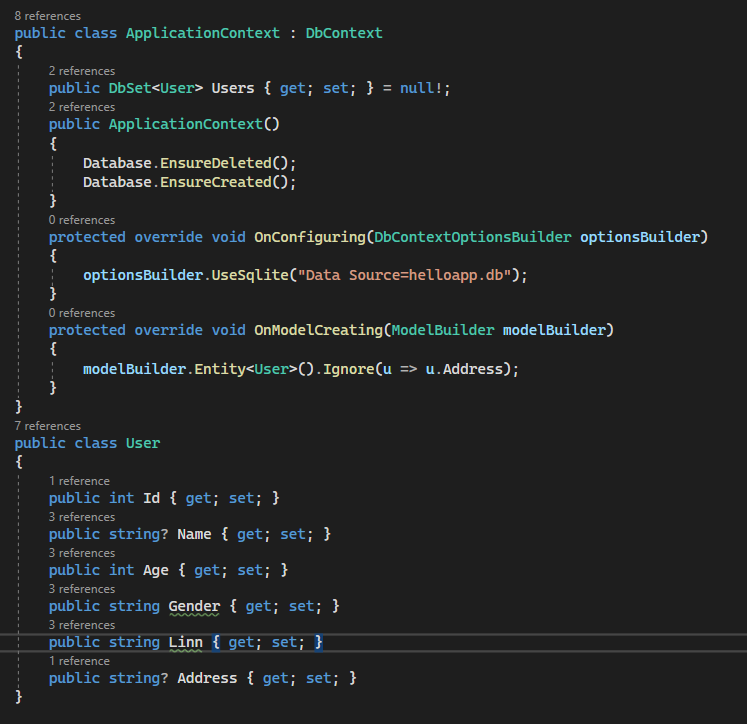 8 references
public class ApplicationContext : DbContext
{
2 references
public DbSet<User> Users { get; set; } = null!;
2 references
public ApplicationContext()
{
Database.EnsureDeleted();
Database.EnsureCreated();
}
0 references
protected override void OnConfiguring(DbContextOptionsBuilder optionsBuilder)
{
optionsBuilder.UseSqlite("Data Source=helloapp.db");
}
0 references
protected override void OnModelCreating(ModelBuilder modelBuilder)
{
modelBuilder.Entity<User>().Ignore(u => u.Address);
}
}
7 references
public class User
{
1 reference
public int Id { get; set; }
3 references
public string? Name { get; set; }
3 references
public int Age { get; set; }
3 references
public string Gender { get; set; }
3 references
public string Linn { get; set; }
1 reference
public string? Address { get; set; }
}